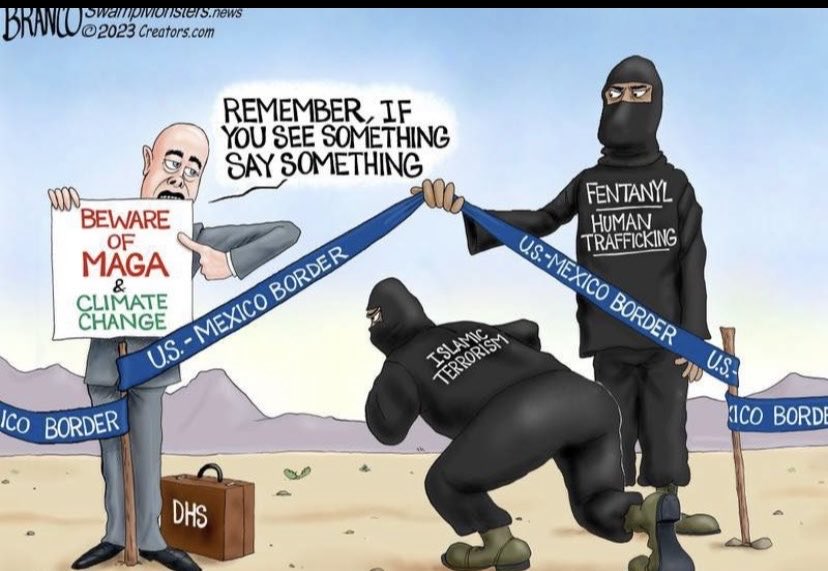 BRANCO SwampMonsters.news
©2023 Creators.com
REMEMBER, IF
YOU SEE SOMETHING
SAY SOMETHING
BEWARE
OF
MAGA
&
CLIMATE
CHANGE
FENTANYL
HUMAN
TRAFFICKING
U.S.-MEXICO BORDER
U.S.-MEXICO BORDER
U.S.-
ISLAMIC
TERRORISM
ICO BORDER
ICO BORDE
DHS